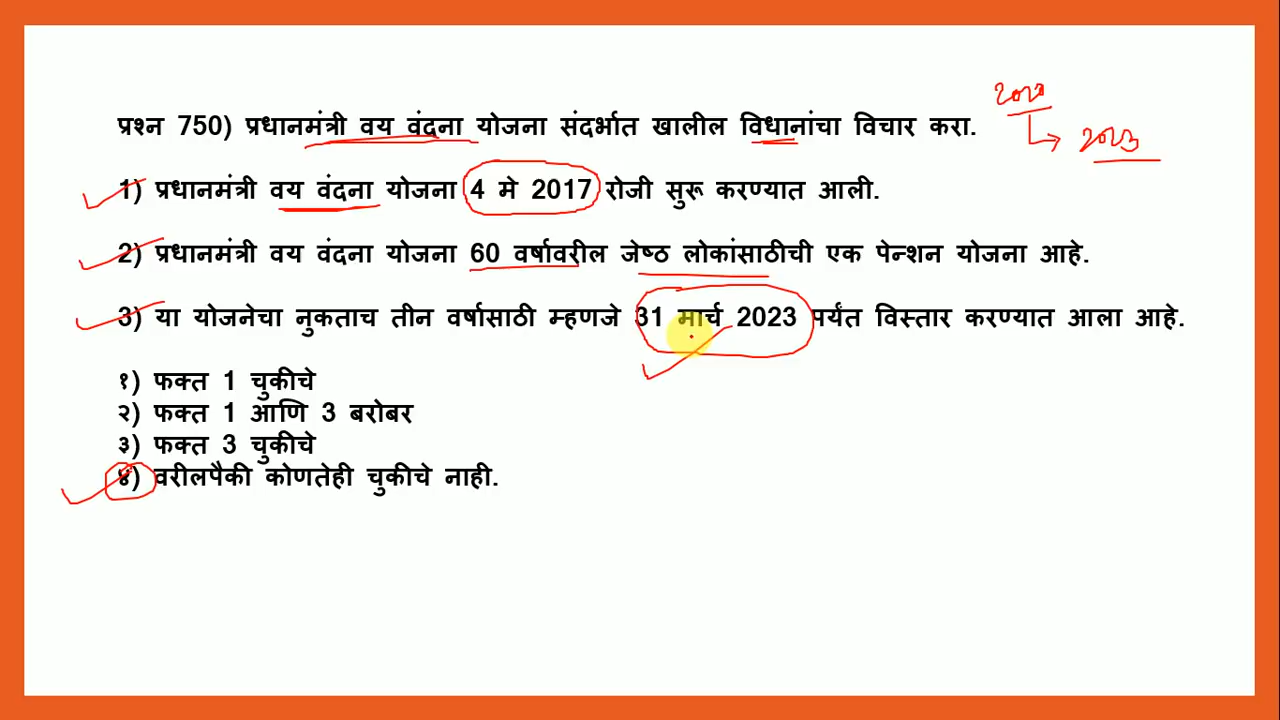 २०२०
२०२३
प्रश्न 750) प्रधानमंत्री वय वंदना योजना संदर्भात खालील विधानांचा विचार करा.
1) प्रधानमंत्री वय वंदना योजना 4 मे 2017 रोजी सुरू करण्यात आली.
2) प्रधानमंत्री वय वंदना योजना 60 वर्षावरील जेष्ठ लोकांसाठीची एक पेन्शन योजना आहे.
3) या योजनेचा नुकताच तीन वर्षासाठी म्हणजे 31 मार्च 2023 पर्यंत विस्तार करण्यात आला आहे.
१) फक्त 1 चुकीचे
२) फक्त 1 आणि 3 बरोबर
३) फक्त 3 चुकीचे
४) वरीलपैकी कोणतेही चुकीचे नाही.